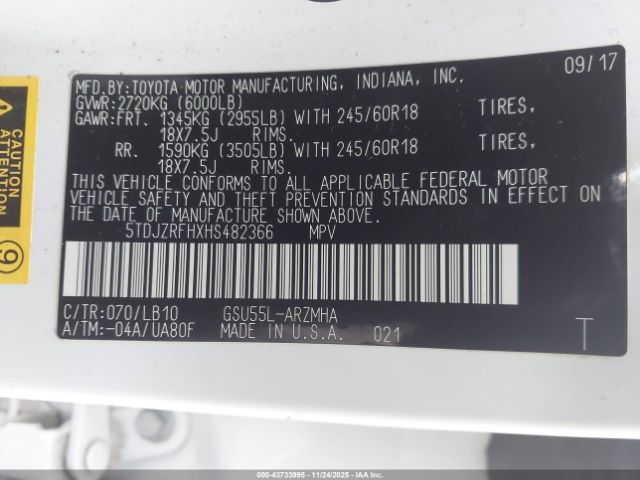 MFD.BY:TOYOTA MOTOR MANUFACTURING, INDIANA, INC. 09/17
GVWR:2720KG (6000LB)
GAWR:FRT. 1345KG (2955LB) WITH 245/60R18 TIRES,
18X7.5J RIMS.
RR. 1590KG (3505LB) WITH 245/60R18 TIRES,
18X7.5J RIMS.
THIS VEHICLE CONFORMS TO ALL APPLICABLE FEDERAL MOTOR
VEHICLE SAFETY AND THEFT PREVENTION STANDARDS IN EFFECT ON THE
DATE OF MANUFACTURE SHOWN ABOVE.
5TDJZRFHXHS482366 MPV
C/TR:070/LB10 GSU55L-ARZMHA
A/TM:-04A/UA80F MADE IN U.S.A. 021 T
CAUTION
ATTENTION
9
000-43733995 - 11/24/2025 - COPART